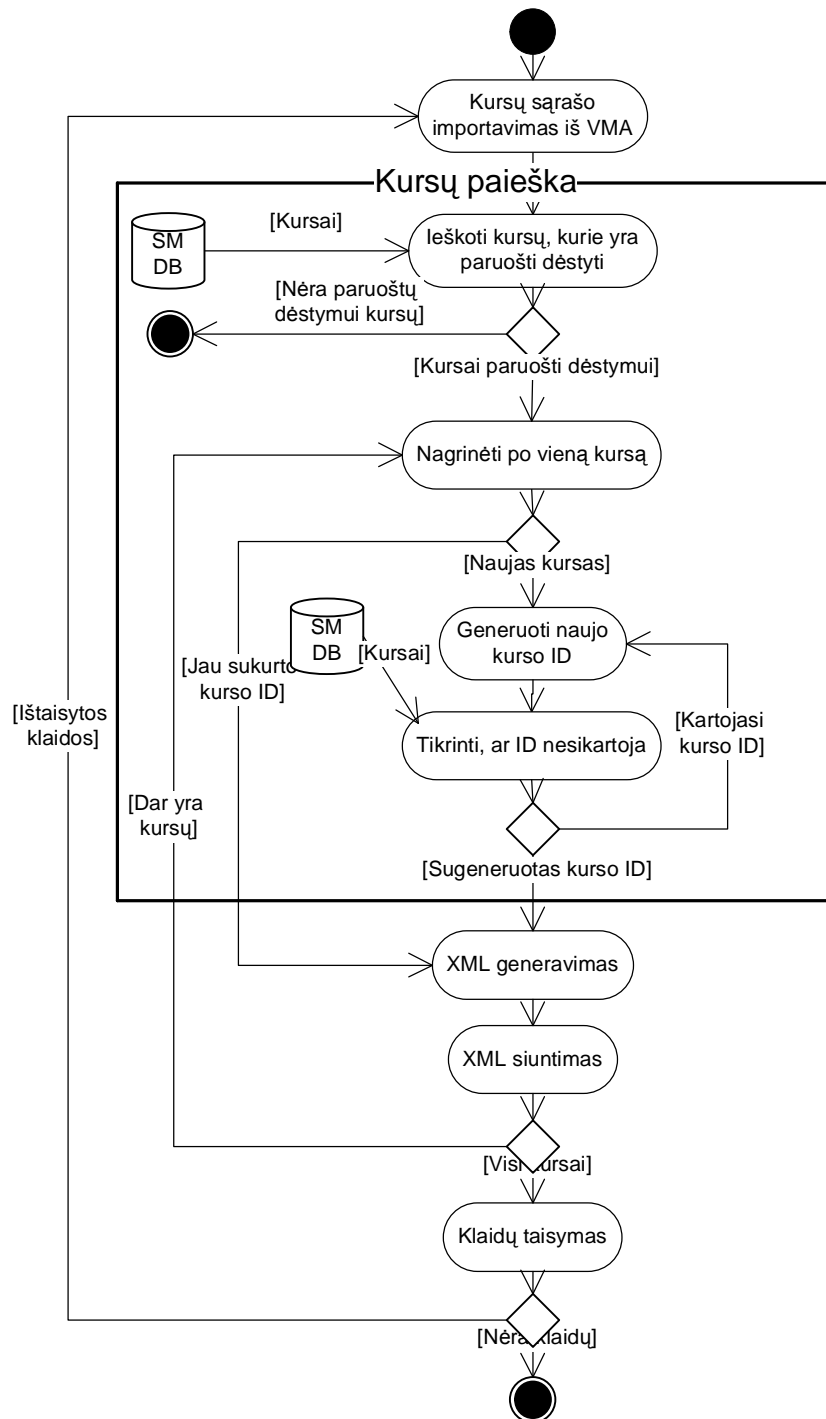 Kursų sąrašo
importavimas iš VMA
Kursų paieška
SM
DB
[Kursai]
Ieškoti kursų, kurie yra
paruošti dėstyti
[Nėra paruoštų
dėstymui kursų]
[Kursai paruošti dėstymui]
Nagrinėti po vieną kursą
[Naujas kursas]
SM
DB
[Kursai]
Generuoti naujo
kurso ID
[Jau sukurto
kurso ID]
[Ištaisytos
klaidos]
Tikrinti, ar ID nesikartoja
[Kartojasi
kurso ID]
[Dar yra
kursų]
[Sugeneruotas kurso ID]
XML generavimas
XML siuntimas
[Visi kursai]
Klaidų taisymas
[Nėra klaidų]